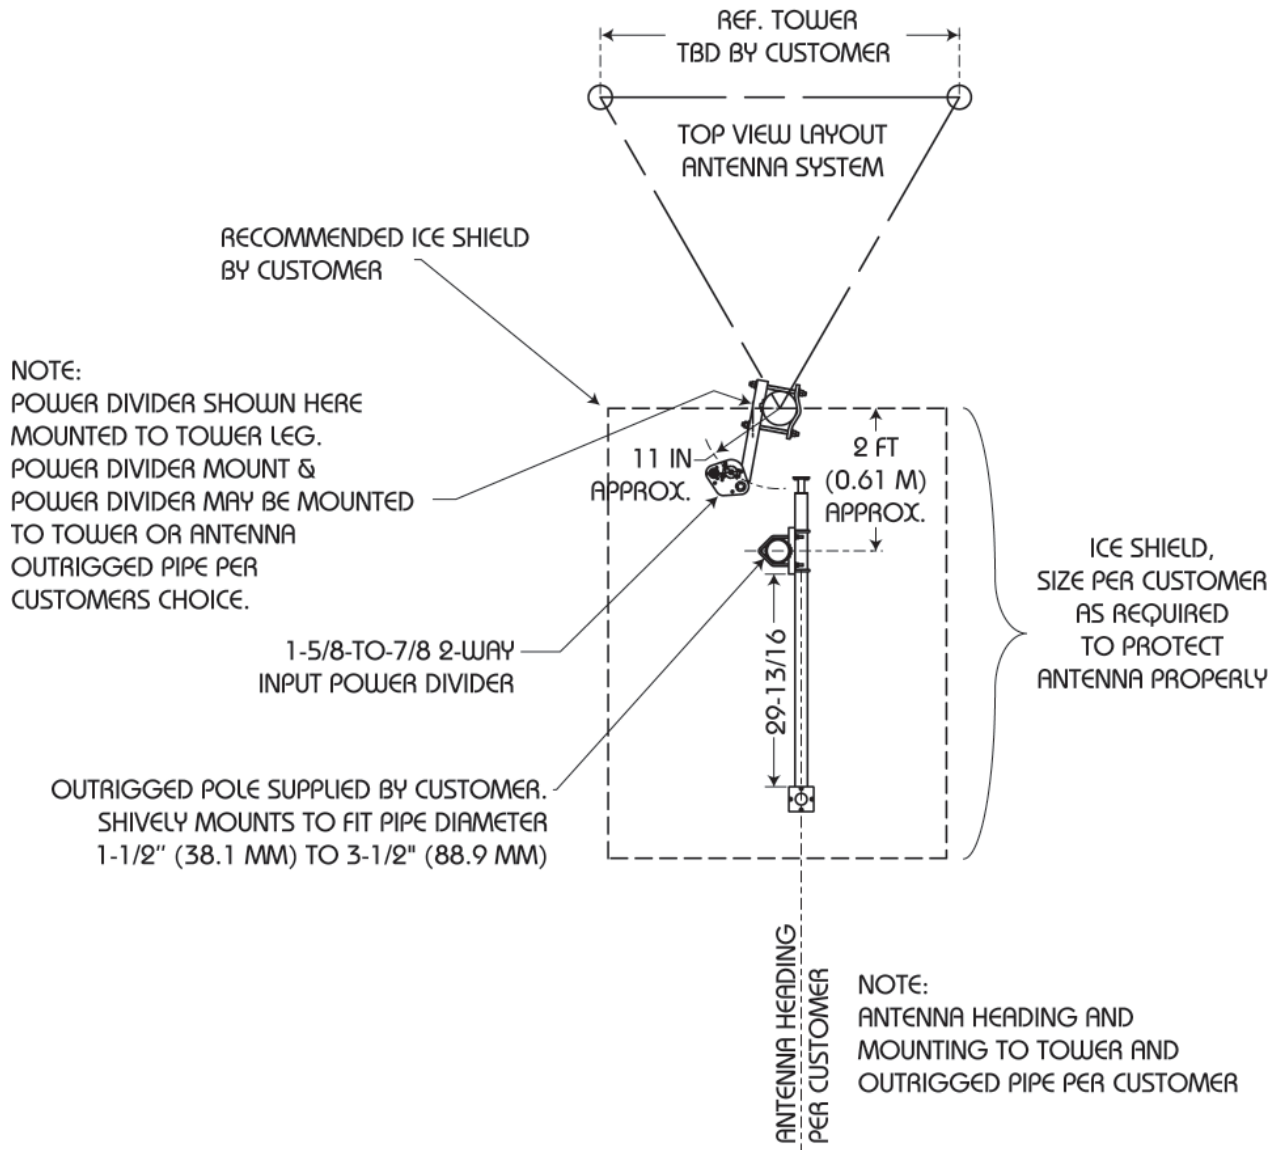 REF. TOWER
TBD BY CUSTOMER
TOP VIEW LAYOUT
ANTENNA SYSTEM
RECOMMENDED ICE SHIELD
BY CUSTOMER
NOTE:
POWER DIVIDER SHOWN HERE
MOUNTED TO TOWER LEG.
POWER DIVIDER MOUNT &
POWER DIVIDER MAY BE MOUNTED
TO TOWER OR ANTENNA
OUTRIGGED PIPE PER
CUSTOMERS CHOICE.
11 IN
APPROX.
2 FT
(0.61 M)
APPROX.
ICE SHIELD,
SIZE PER CUSTOMER
AS REQUIRED
TO PROTECT
ANTENNA PROPERLY
1-5/8-TO-7/8 2-WAY
INPUT POWER DIVIDER
29-13/16
OUTRIGGED POLE SUPPLIED BY CUSTOMER.
SHIVELY MOUNTS TO FIT PIPE DIAMETER
1-1/2" (38.1 MM) TO 3-1/2" (88.9 MM)
ANTENNA HEADING
PER CUSTOMER
NOTE:
ANTENNA HEADING AND
MOUNTING TO TOWER AND
OUTRIGGED PIPE PER CUSTOMER